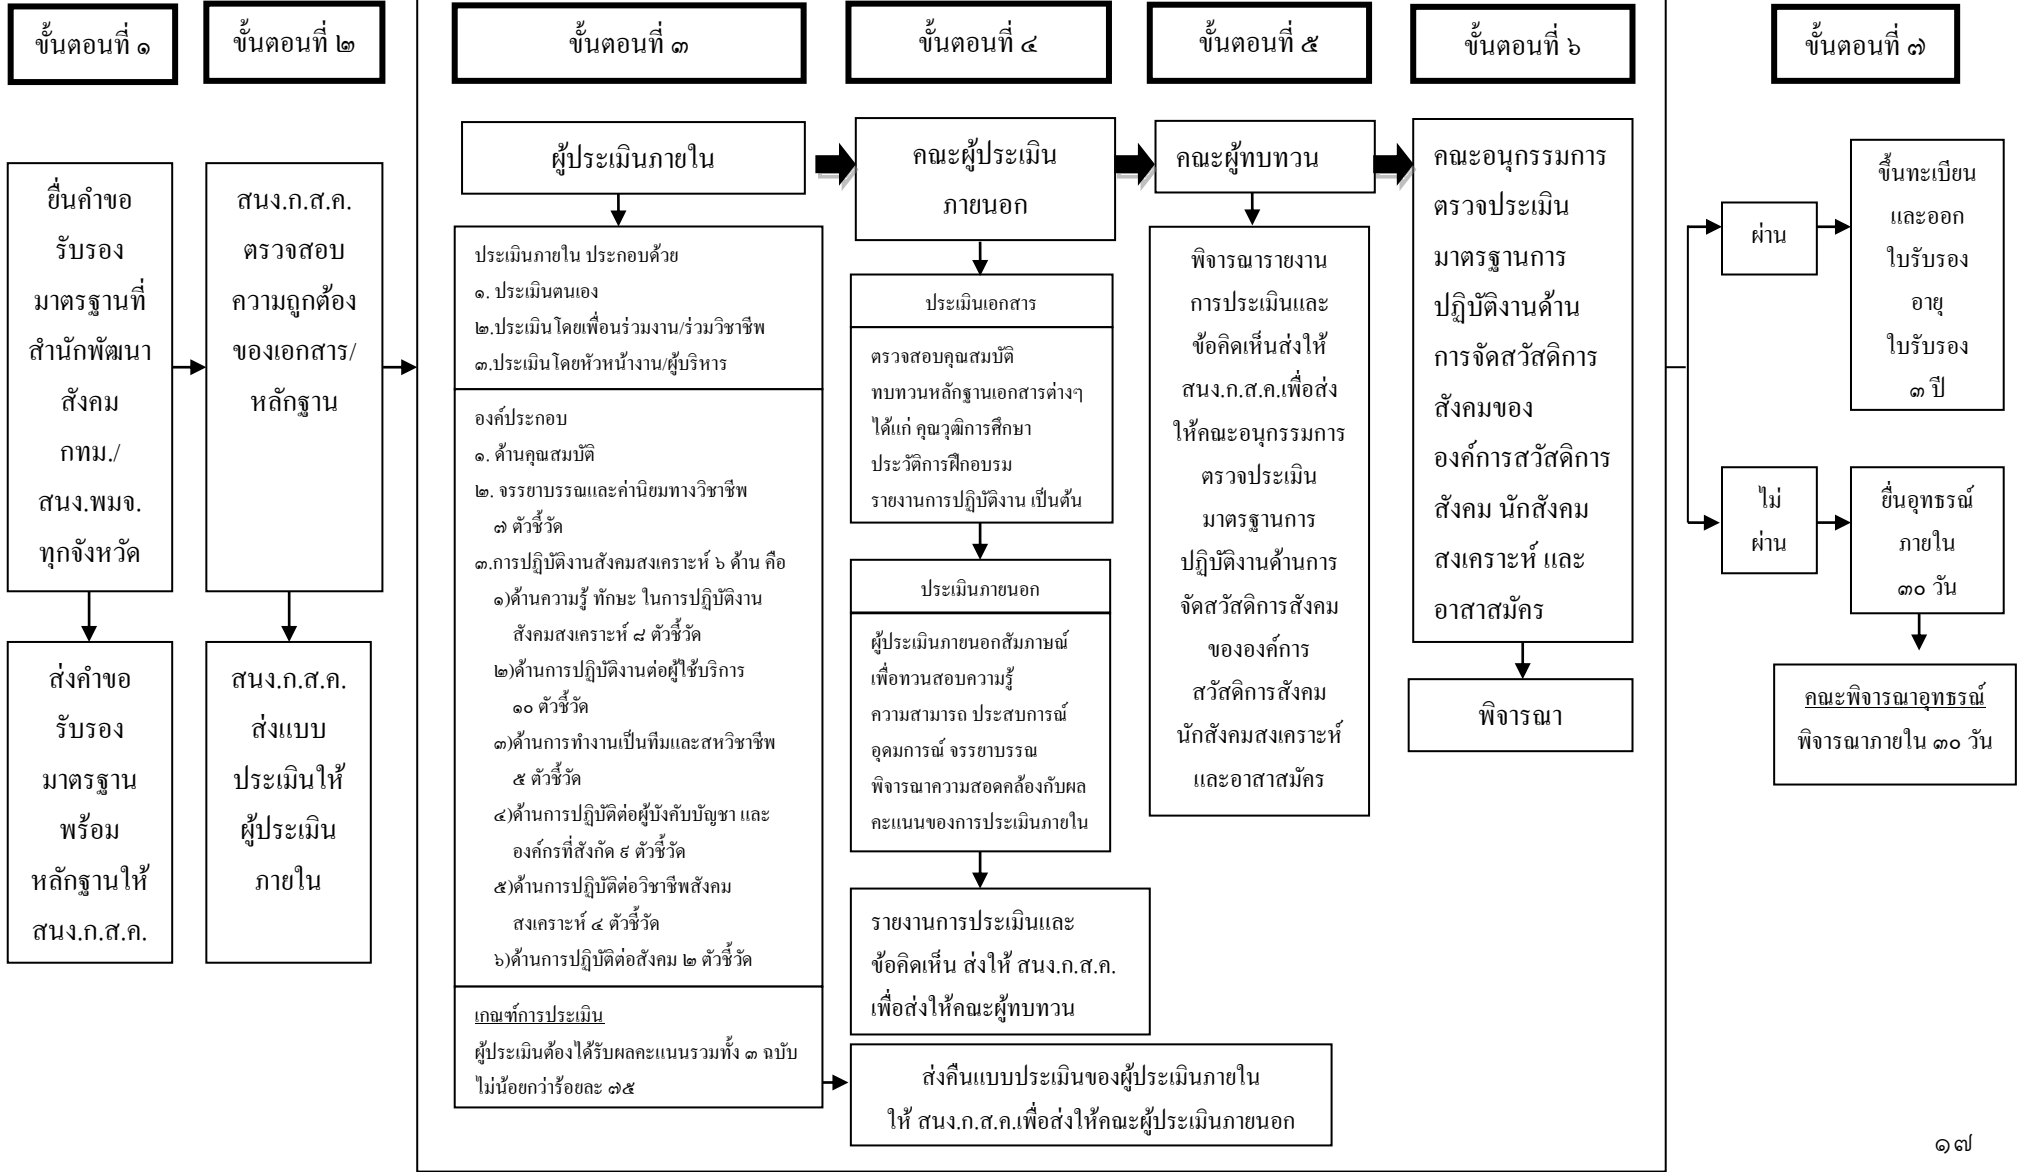 ขั้นตอนที่ ๑
ขั้นตอนที่ ๒
ขั้นตอนที่ ๓
ขั้นตอนที่ ๔
ขั้นตอนที่ ๕
ขั้นตอนที่ ๖
ขั้นตอนที่ ๗
ยื่นคำขอ
รับรอง
มาตรฐานที่
สำนักพัฒนา
สังคม
กทม./
สนง.พมจ.
ทุกจังหวัด
ส่งคำขอ
รับรอง
มาตรฐาน
พร้อม
หลักฐานให้
สนง.ก.ส.ค.
สนง.ก.ส.ค.
ตรวจสอบ
ความถูกต้อง
ของเอกสาร/
หลักฐาน
สนง.ก.ส.ค.
ส่งแบบ
ประเมินให้
ผู้ประเมิน
ภายใน
ผู้ประเมินภายใน
ประเมินภายใน ประกอบด้วย
๑. ประเมินตนเอง
๒.ประเมินโดยเพื่อนร่วมงาน/ร่วมวิชาชีพ
๓.ประเมินโดยหัวหน้างาน/ผู้บริหาร
องค์ประกอบ
๑. ด้านคุณสมบัติ
๒. จรรยาบรรณและค่านิยมทางวิชาชีพ
๗ ตัวชี้วัด
๓.การปฏิบัติงานสังคมสงเคราะห์ ๖ ด้าน คือ
๑)ด้านความรู้ ทักษะ ในการปฏิบัติงาน
สังคมสงเคราะห์ ๘ ตัวชี้วัด
๒)ด้านการปฏิบัติงานต่อผู้ใช้บริการ
๑๐ ตัวชี้วัด
๓)ด้านการทำงานเป็นทีมและสหวิชาชีพ
๕ ตัวชี้วัด
๔)ด้านการปฏิบัติต่อผู้บังคับบัญชา และ
องค์กรที่สังกัด ๙ ตัวชี้วัด
๕)ด้านการปฏิบัติต่อวิชาชีพสังคม
สงเคราะห์ ๔ ตัวชี้วัด
๖)ด้านการปฏิบัติต่อสังคม ๒ ตัวชี้วัด
เกณฑ์การประเมิน
ผู้ประเมินต้องได้รับผลคะแนนรวมทั้ง ๓ ฉบับ
ไม่น้อยกว่าร้อยละ ๗๕
คณะผู้ประเมิน
ภายนอก
ประเมินเอกสาร
ตรวจสอบคุณสมบัติ
ทบทวนหลักฐานเอกสารต่างๆ
ได้แก่ คุณวุฒิการศึกษา
ประวัติการฝึกอบรม
รายงานการปฏิบัติงาน เป็นต้น
ประเมินภายนอก
ผู้ประเมินภายนอกสัมภาษณ์
เพื่อทวนสอบความรู้
ความสามารถ ประสบการณ์
อุดมการณ์ จรรยาบรรณ
พิจารณาความสอดคล้องกับผล
คะแนนของการประเมินภายใน
รายงานการประเมินและ
ข้อคิดเห็น ส่งให้ สนง.ก.ส.ค.
เพื่อส่งให้คณะผู้ทบทวน
ส่งคืนแบบประเมินของผู้ประเมินภายใน
ให้ สนง.ก.ส.ค.เพื่อส่งให้คณะผู้ประเมินภายนอก
คณะผู้ทบทวน
พิจารณารายงาน
การประเมินและ
ข้อคิดเห็นส่งให้
สนง.ก.ส.ค.เพื่อส่ง
ให้คณะอนุกรรมการ
ตรวจประเมิน
มาตรฐานการ
ปฏิบัติงานด้านการ
จัดสวัสดิการสังคม
ขององค์การ
สวัสดิการสังคม
นักสังคมสงเคราะห์
และอาสาสมัคร
คณะอนุกรรมการ
ตรวจประเมิน
มาตรฐานการ
ปฏิบัติงานด้าน
การจัดสวัสดิการ
สังคมของ
องค์การสวัสดิการ
สังคม นักสังคม
สงเคราะห์ และ
อาสาสมัคร
พิจารณา
ผ่าน
ขึ้นทะเบียน
และออก
ใบรับรอง
อายุ
ใบรับรอง
๓ ปี
ไม่
ผ่าน
ยื่นอุทธรณ์
ภายใน
๓๐ วัน
คณะพิจารณาอุทธรณ์
พิจารณาภายใน ๓๐ วัน
๑๗